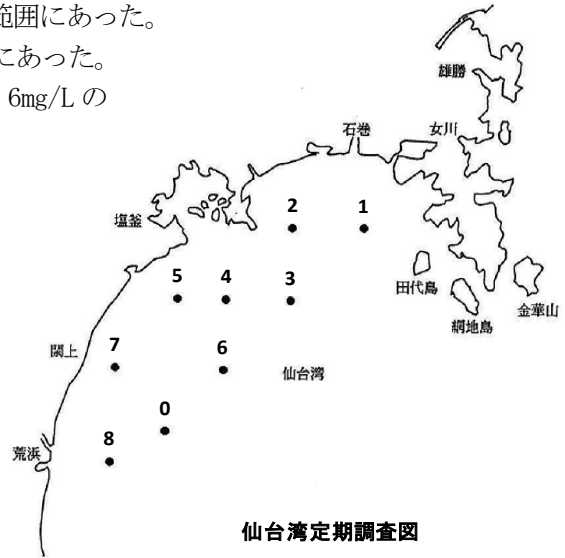 範囲にあった。
にあった。
6mg/L の
雄勝
石巻
女川
塩釜
2
1
5
4
3
田代島
金華山
網地島
閖上
7
6
仙台湾
0
荒浜
8
仙台湾定期調査図